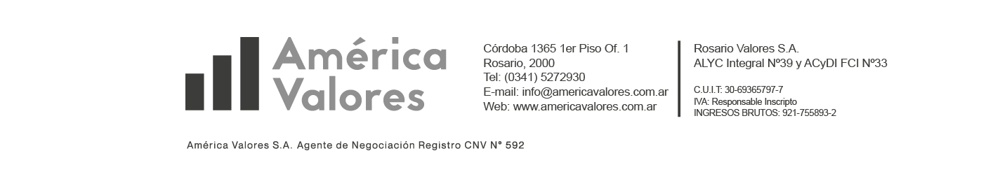 América
Valores
Córdoba 1365 1er Piso Of. 1
Rosario, 2000
Tel: (0341) 5272930
E-mail: info@americavalores.com.ar
Web: www.americavalores.com.ar
Rosario Valores S.A.
ALYC Integral Nº39 y ACyDI FCI Nº33
C.U.I.T: 30-69365797-7
IVA: Responsable Inscripto
INGRESOS BRUTOS: 921-755893-2
América Valores S.A. Agente de Negociación Registro CNV N° 592